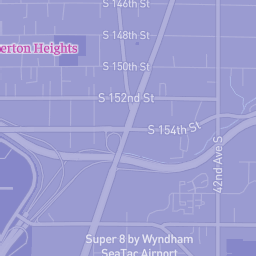 S 146th St
S 148th St
berton Heights
S 150th St
S 152nd St
S 154th St
42nd Ave S
Super 8 by Wyndham
SeaTac Airport